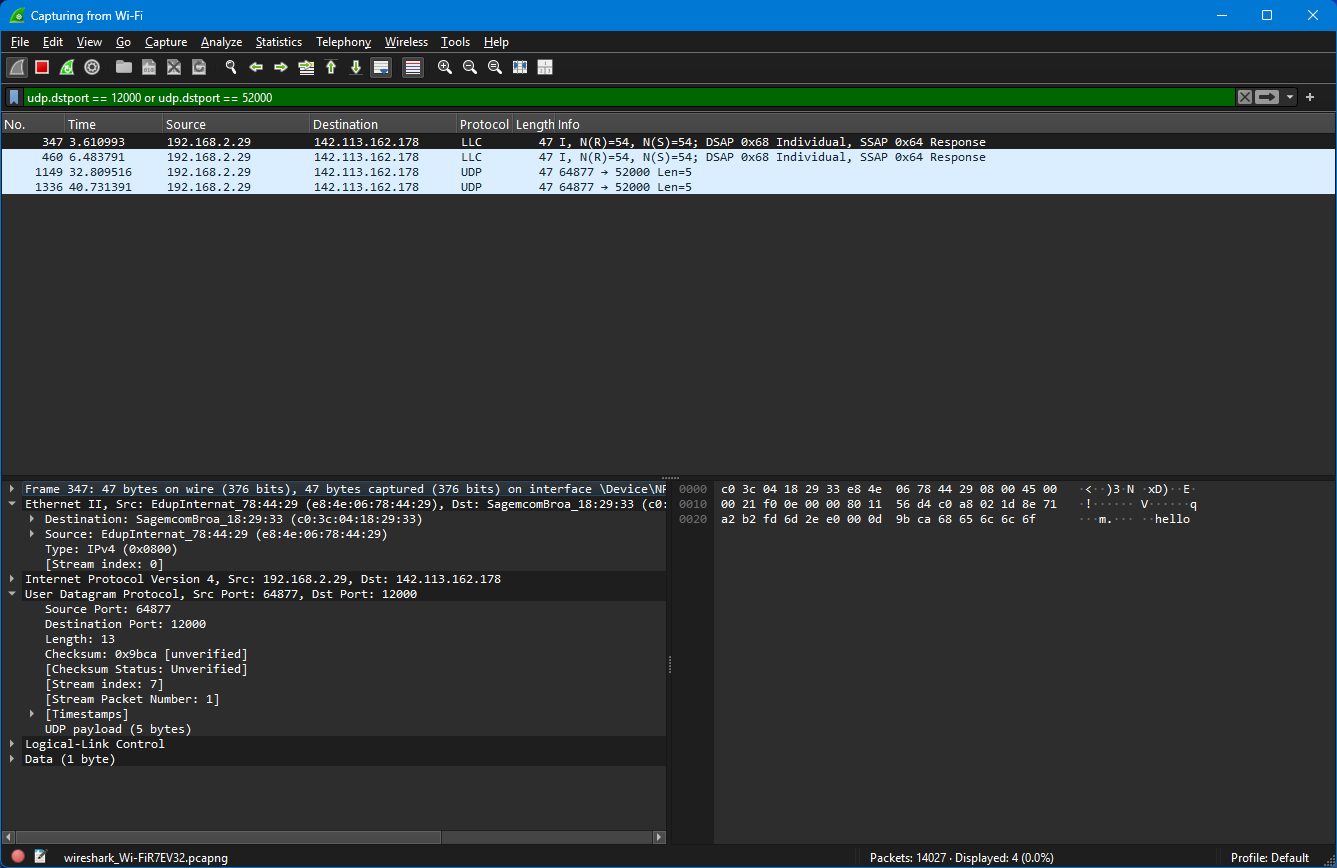 Capturing from Wi-Fi
File Edit View Go Capture Analyze Statistics Telephony Wireless Tools Help
udp.dstport == 12000 or udp.dstport == 52000
No. Time Source Destination Protocol Length Info
347 3.610993 192.168.2.29 142.113.162.178 LLC 47 I, N(R)=54, N(S)=54; DSAP 0x68 Individual, SSAP 0x64 Response
460 6.483791 192.168.2.29 142.113.162.178 LLC 47 I, N(R)=54, N(S)=54; DSAP 0x68 Individual, SSAP 0x64 Response
1149 32.809516 192.168.2.29 142.113.162.178 UDP 47 64877 → 52000 Len=5
1336 40.731391 192.168.2.29 142.113.162.178 UDP 47 64877 → 52000 Len=5
Frame 347: 47 bytes on wire (376 bits), 47 bytes captured (376 bits) on interface \Device\NP
Ethernet II, Src: EdupInternat_78:44:29 (e8:4e:06:78:44:29), Dst: SagemcomBroa_18:29:33 (c0:
Destination: SagemcomBroa_18:29:33 (c0:3c:04:18:29:33)
Source: EdupInternat_78:44:29 (e8:4e:06:78:44:29)
Type: IPv4 (0x0800)
[Stream index: 0]
Internet Protocol Version 4, Src: 192.168.2.29, Dst: 142.113.162.178
User Datagram Protocol, Src Port: 64877, Dst Port: 12000
Source Port: 64877
Destination Port: 12000
Length: 13
Checksum: 0x9bca [unverified]
[Checksum Status: Unverified]
[Stream index: 7]
[Stream Packet Number: 1]
[Timestamps]
UDP payload (5 bytes)
Logical-Link Control
Data (1 byte)
0000 c0 3c 04 18 29 33 e8 4e 06 78 44 29 08 00 45 00 ·<··)3·N ·xD)··E·
0010 00 21 f0 0e 00 00 80 11 56 d4 c0 a8 02 1d 8e 71 ·!······ V······q
0020 a2 b2 fd 6d 2e e0 00 0d 9b ca 68 65 6c 6c 6f ···m.··· ··hello
wireshark_Wi-FiR7EV32.pcapng
Packets: 14027 · Displayed: 4 (0.0%)
Profile: Default